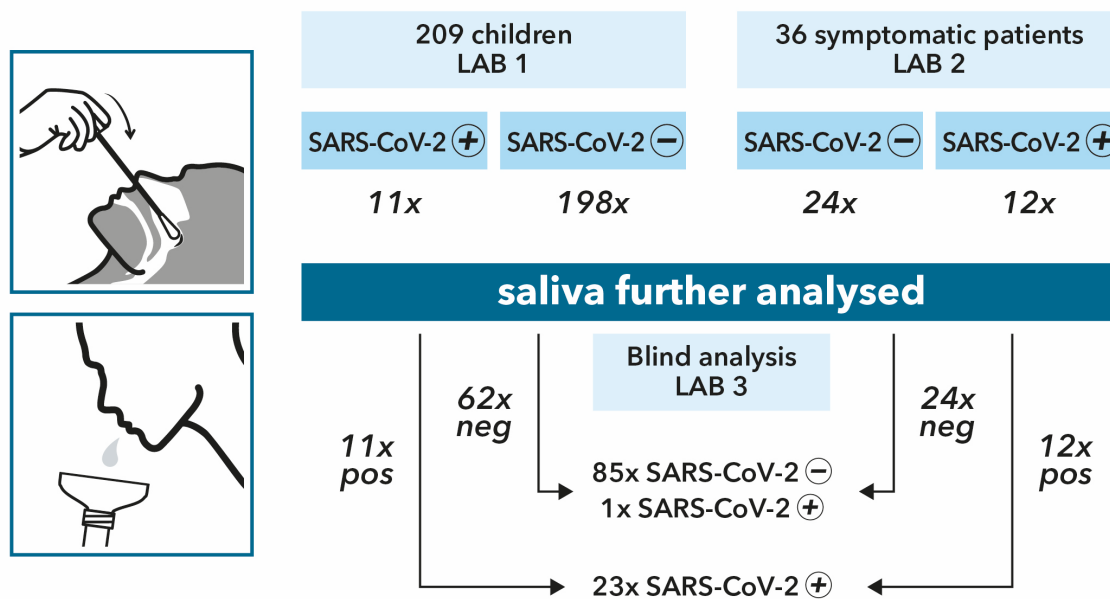 209 children
LAB 1
36 symptomatic patients
LAB 2
SARS-CoV-2 +
SARS-CoV-2 −
SARS-CoV-2 −
SARS-CoV-2 +
11x
198x
24x
12x
saliva further analysed
Blind analysis
LAB 3
62x
neg
24x
neg
11x
pos
12x
pos
85x SARS-CoV-2 −
1x SARS-CoV-2 +
23x SARS-CoV-2 +